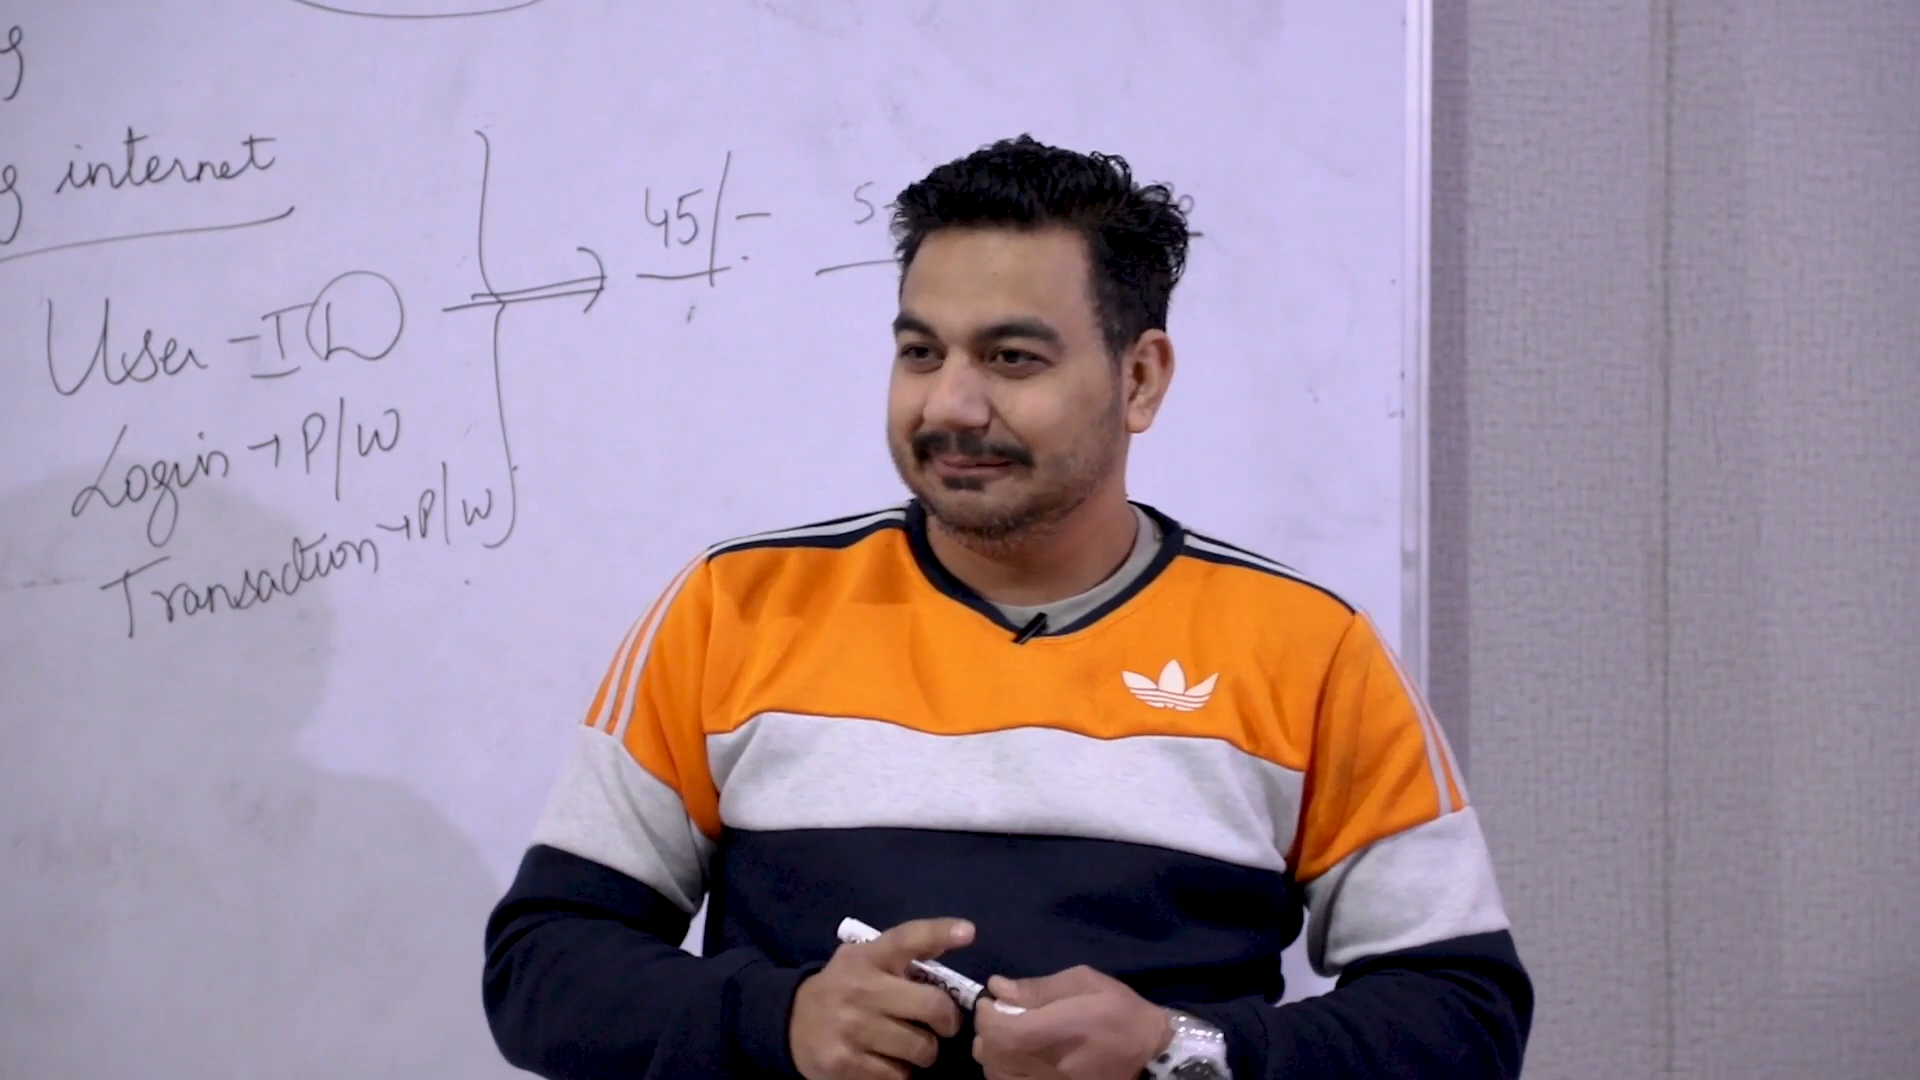 g
g internet
45/-
User - ID
Login → P/W
Transaction → P/W